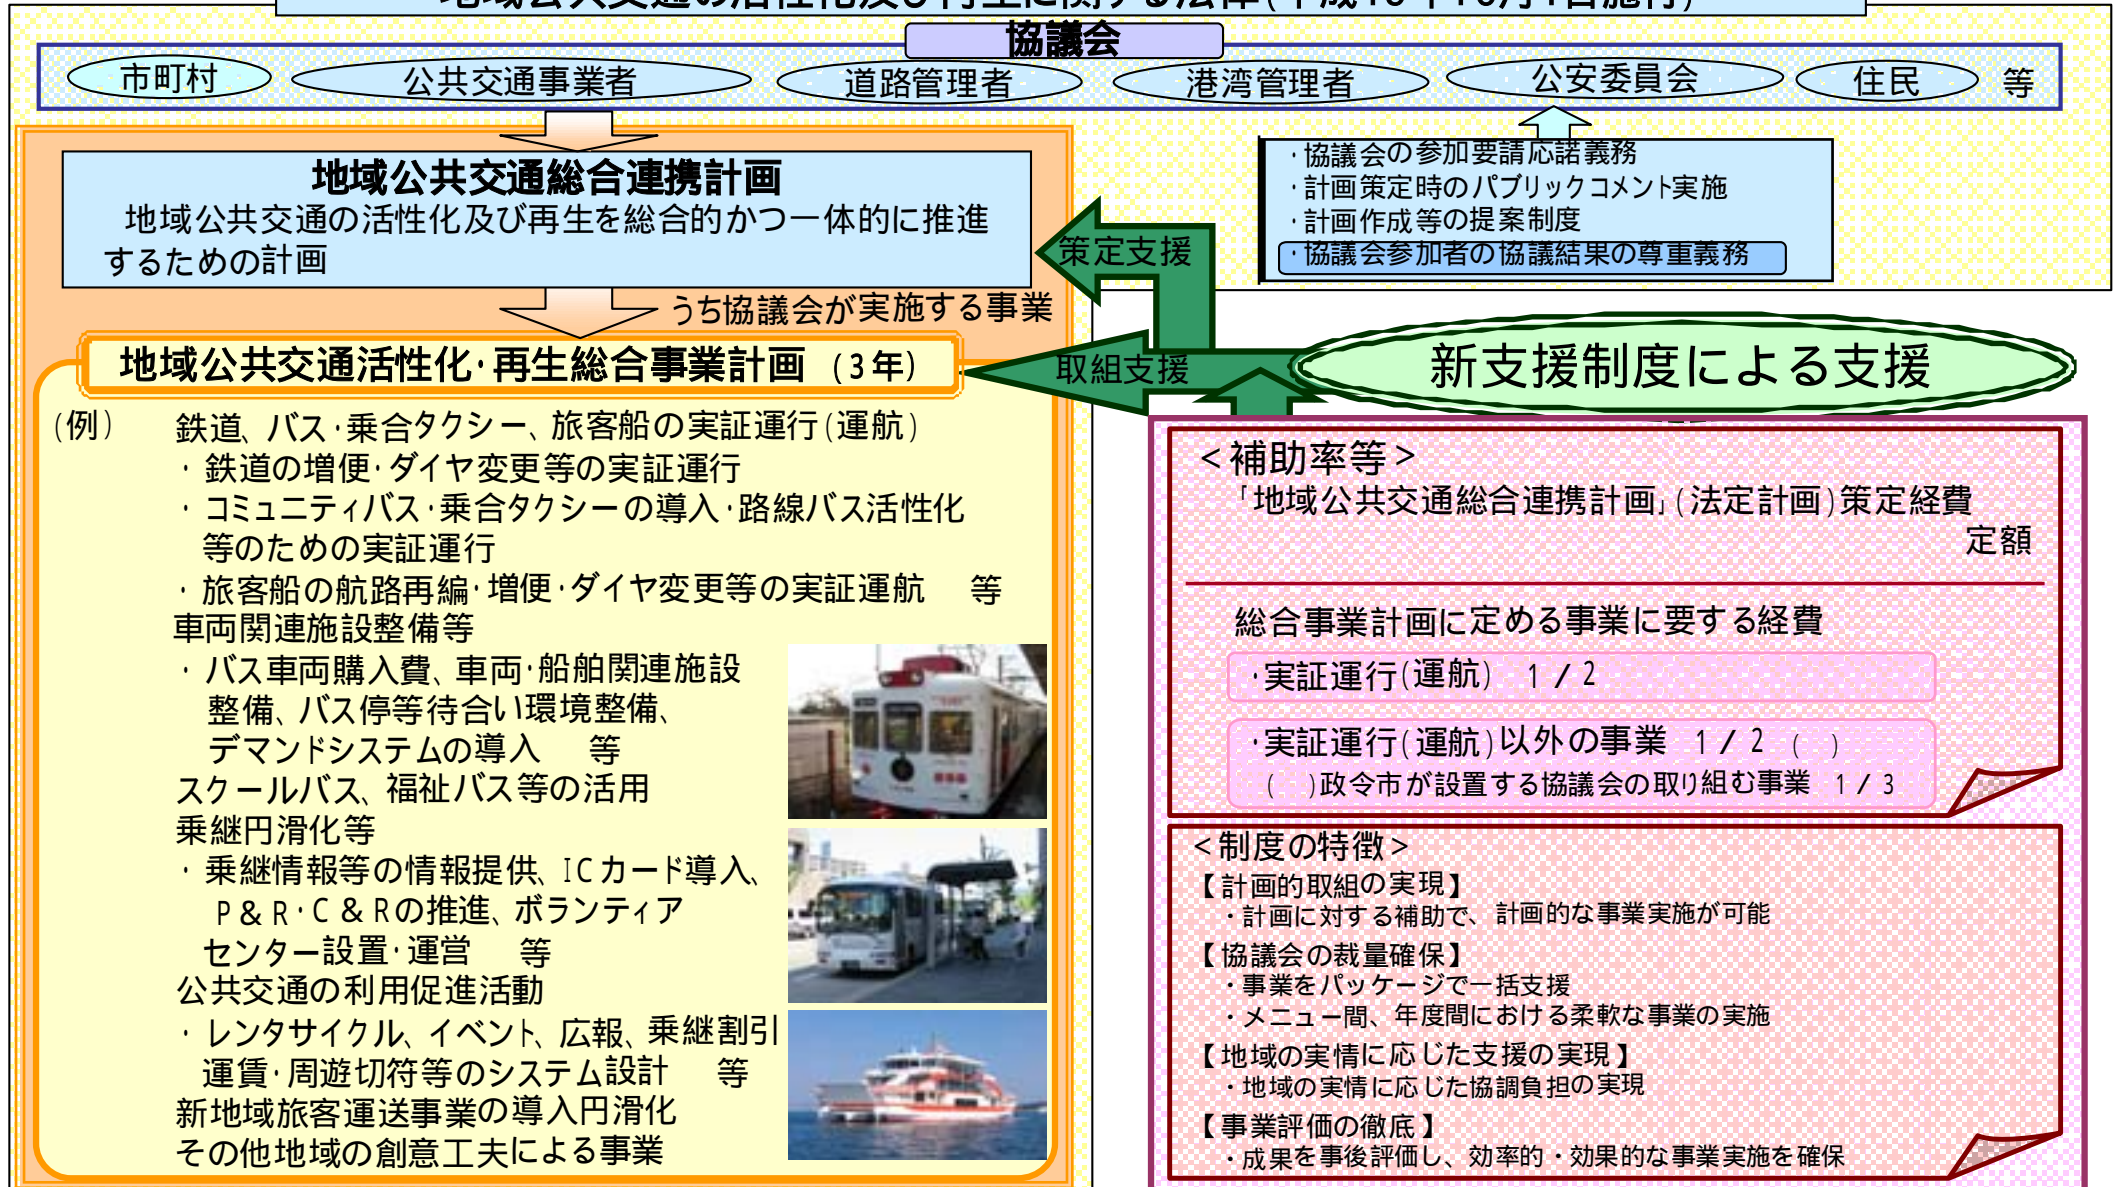 地域公共交通の活性化及び再生に関する法律(平成19年10月1日施行)
協議会
市町村
公共交通事業者
道路管理者
港湾管理者
公安委員会
住民
等
地域公共交通総合連携計画
地域公共交通の活性化及び再生を総合的かつ一体的に推進
するための計画
・協議会の参加要請応諾義務
・計画策定時のパブリックコメント実施
・計画作成等の提案制度
・協議会参加者の協議結果の尊重義務
策定支援
うち協議会が実施する事業
地域公共交通活性化・再生総合事業計画 (3年)
取組支援
新支援制度による支援
(例) 鉄道、バス・乗合タクシー、旅客船の実証運行(運航)
・鉄道の増便・ダイヤ変更等の実証運行
・コミュニティバス・乗合タクシーの導入・路線バス活性化
等のための実証運行
・旅客船の航路再編・増便・ダイヤ変更等の実証運航 等
車両関連施設整備等
・バス車両購入費、車両・船舶関連施設
整備、バス停等待合い環境整備、
デマンドシステムの導入 等
スクールバス、福祉バス等の活用
乗継円滑化等
・乗継情報等の情報提供、ICカード導入、
P&R・C&Rの推進、ボランティア
センター設置・運営 等
公共交通の利用促進活動
・レンタサイクル、イベント、広報、乗継割引
運賃・周遊切符等のシステム設計 等
新地域旅客運送事業の導入円滑化
その他地域の創意工夫による事業
<補助率等>
「地域公共交通総合連携計画」(法定計画)策定経費
定額
総合事業計画に定める事業に要する経費
・実証運行(運航) 1/2
・実証運行(運航)以外の事業 1/2 ( )
( )政令市が設置する協議会の取り組む事業 1/3
<制度の特徴>
【計画的取組の実現】
・計画に対する補助で、計画的な事業実施が可能
【協議会の裁量確保】
・事業をパッケージで一括支援
・メニュー間、年度間における柔軟な事業の実施
【地域の実情に応じた支援の実現】
・地域の実情に応じた協調負担の実現
【事業評価の徹底】
・成果を事後評価し、効率的・効果的な事業実施を確保